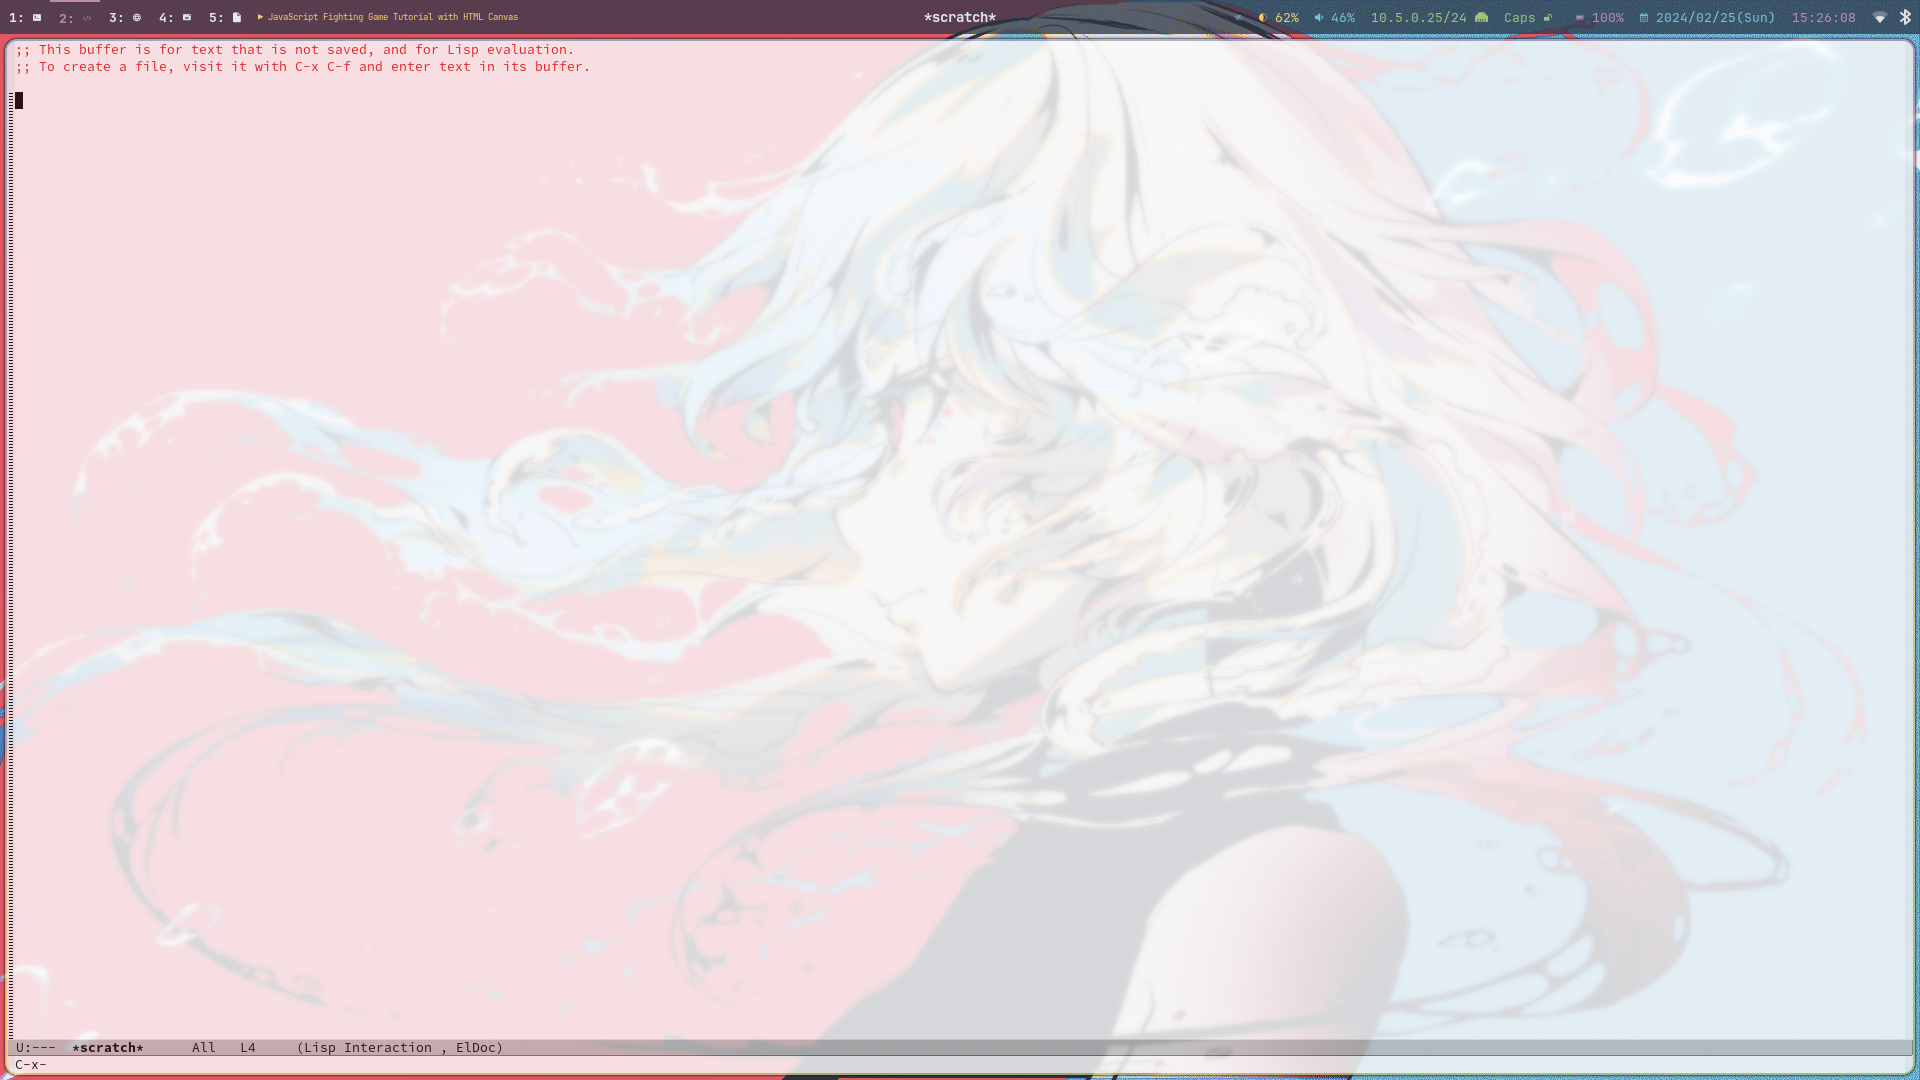 1: 2: 3: 4: 5: ▶ JavaScript Fighting Game Tutorial with HTML Canvas *scratch* 62% 46% 10.5.0.25/24 Caps 100% 2024/02/25(Sun) 15:26:08
;; This buffer is for text that is not saved, and for Lisp evaluation.
;; To create a file, visit it with C-x C-f and enter text in its buffer.
U:--- *scratch* All L4 (Lisp Interaction , ElDoc)
C-x-